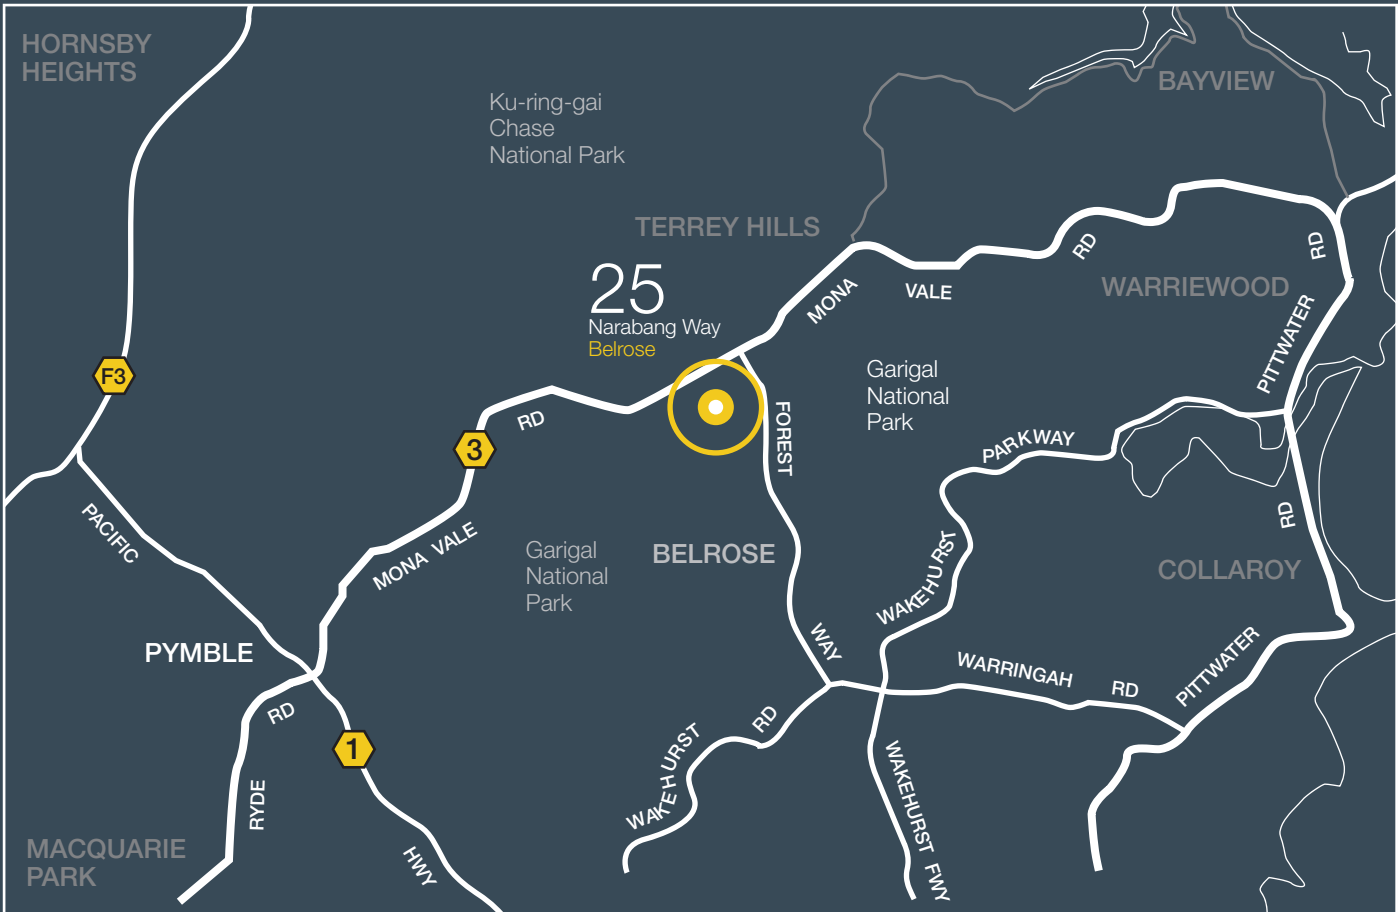 HORNSBY
HEIGHTS
Ku-ring-gai
Chase
National Park
BAYVIEW
TERREY HILLS
25
Narabang Way
Belrose
MONA
VALE
RD
WARRIEWOOD
RD
PITTWATER
F3
3
RD
FOREST
Garigal
National
Park
PARKWAY
PACIFIC
MONA VALE
Garigal
National
Park
BELROSE
WAKEHURST
RD
COLLAROY
PYMBLE
WAY
WARRINGAH
RD
PITTWATER
RD
1
RYDE
WAKEHURST
RD
WAKEHURST FWY
MACQUARIE
PARK
HWY